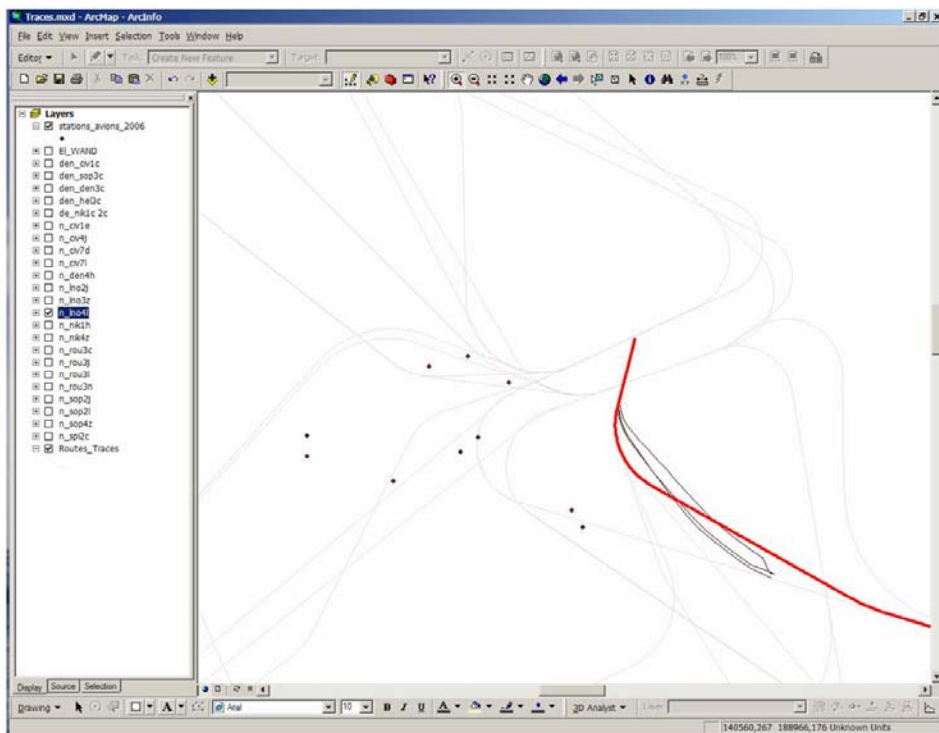 Traces.mxd - ArcMap - ArcInfo
File Edit View Insert Selection Tools Window Help
Editor Task: Create New Feature Target: 100%
Layers
stations_avions_2006
El_WAND
den_civ1c
den_sop3c
den_den3c
den_hel3c
de_nik1c 2c
n_civ1e
n_civ4j
n_civ7d
n_civ7l
n_den4h
n_lno2j
n_lno3z
n_lno4l
n_nik1h
n_nik4z
n_rou3c
n_rou3j
n_rou3l
n_rou3n
n_sop2j
n_sop2l
n_sop4z
n_spi2c
Routes_Traces
Display Source Selection
Drawing A Arial 10 B I U A 3D Analyst Layer
140560,267 188966,176 Unknown Units